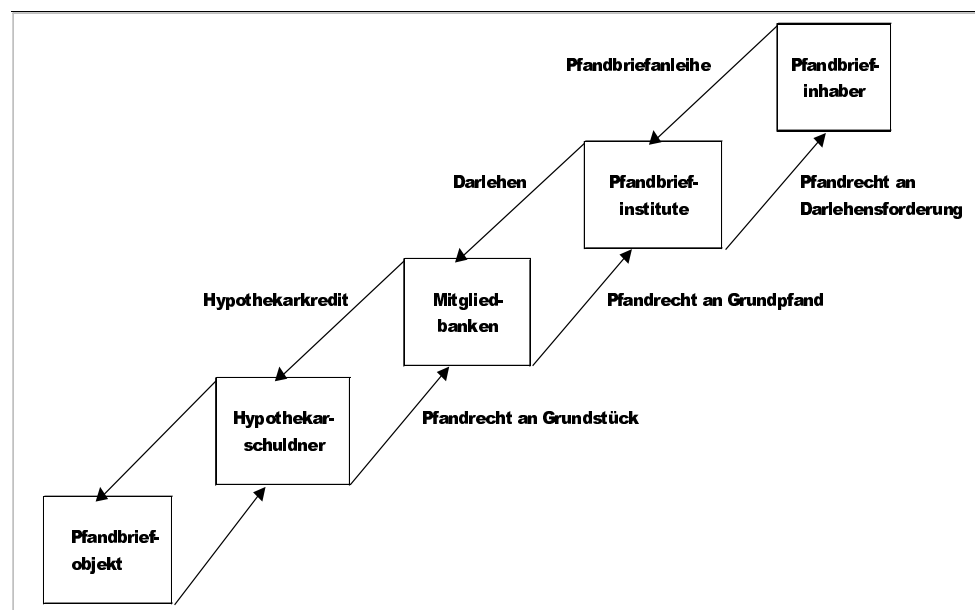 Pfandbriefanleihe
Pfandbrief-
inhaber
Darlehen
Pfandbrief-
institute
Pfandrecht an
Darlehensforderung
Hypothekarkredit
Mitglied-
banken
Pfandrecht an Grundpfand
Hypothekar-
schuldner
Pfandrecht an Grundstück
Pfandbrief-
objekt